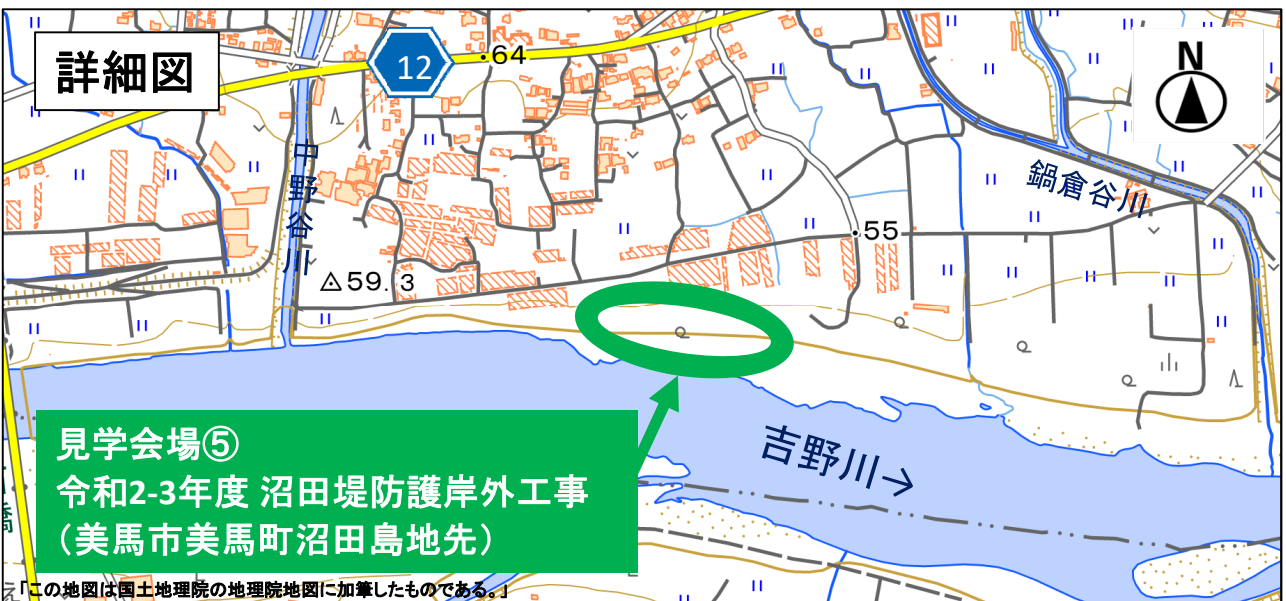 詳細図
12
・64
N
中野谷川
鍋倉谷川
・55
△59.3
吉野川→
見学会場⑤
令和2-3年度 沼田堤防護岸外工事
(美馬市美馬町沼田島地先)
橋
「この地図は国土地理院の地理院地図に加筆したものである。」